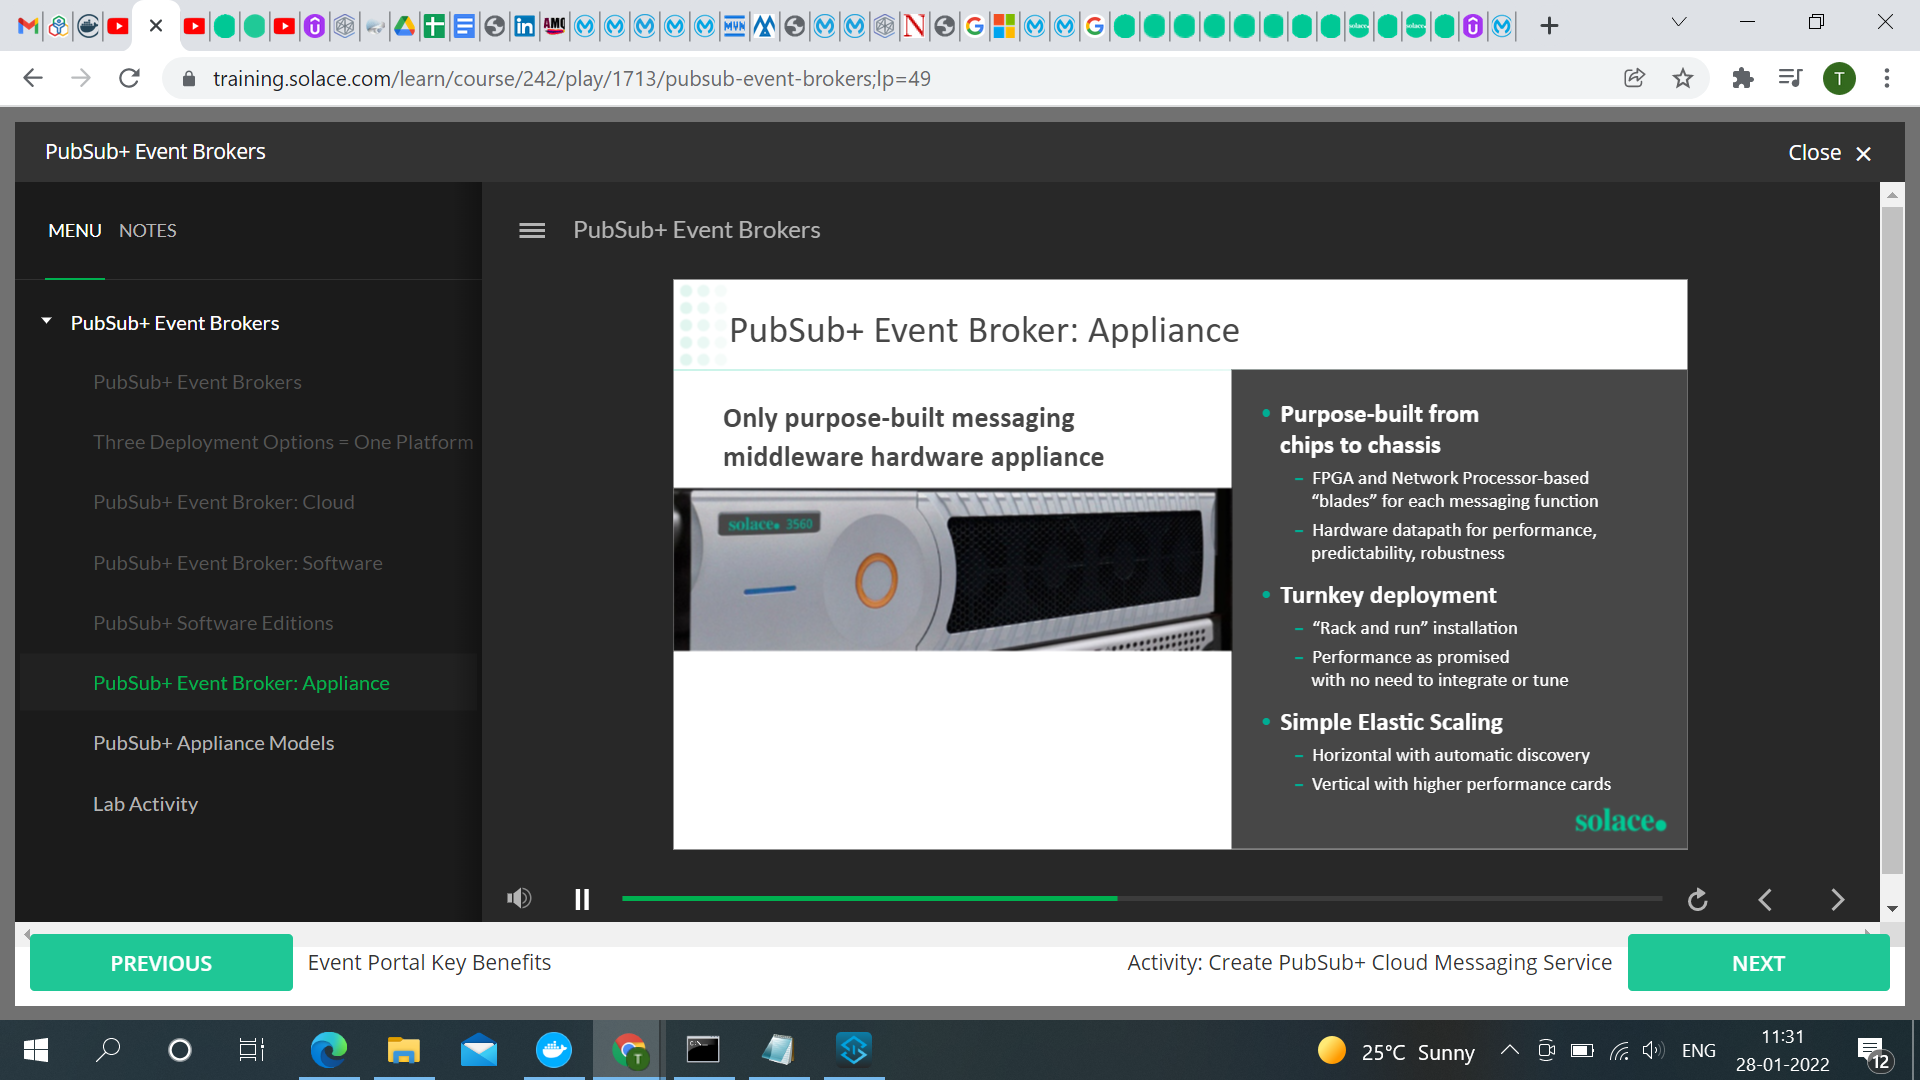 training.solace.com/learn/course/242/play/1713/pubsub-event-brokers;lp=49
T
PubSub+ Event Brokers
Close
MENU
NOTES
PubSub+ Event Brokers
PubSub+ Event Brokers
PubSub+ Event Brokers
Three Deployment Options = One Platform
PubSub+ Event Broker: Cloud
PubSub+ Event Broker: Software
PubSub+ Software Editions
PubSub+ Event Broker: Appliance
PubSub+ Appliance Models
Lab Activity
PubSub+ Event Broker: Appliance
Only purpose-built messaging
middleware hardware appliance
solace. 3560
• Purpose-built from
chips to chassis
– FPGA and Network Processor-based
“blades” for each messaging function
– Hardware datapath for performance,
predictability, robustness
• Turnkey deployment
– “Rack and run” installation
– Performance as promised
with no need to integrate or tune
• Simple Elastic Scaling
– Horizontal with automatic discovery
– Vertical with higher performance cards
solace.
PREVIOUS
Event Portal Key Benefits
Activity: Create PubSub+ Cloud Messaging Service
NEXT
25°C Sunny
ENG
11:31
28-01-2022
12